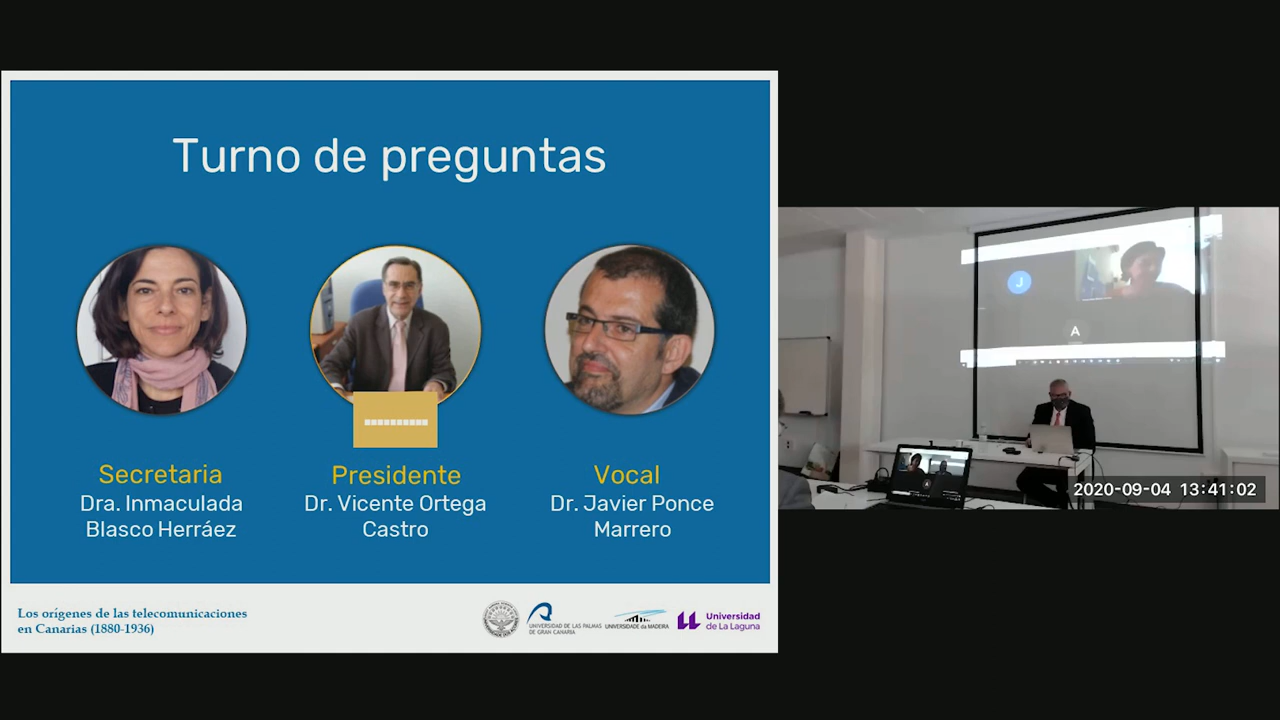 Turno de preguntas
Secretaria
Dra. Inmaculada
Blasco Herráez
Presidente
Dr. Vicente Ortega
Castro
Vocal
Dr. Javier Ponce
Marrero
Los orígenes de las telecomunicaciones
en Canarias (1880-1936)
UNIVERSIDAD DE LAS PALMAS
DE GRAN CANARIA
UNIVERSIDADE da MADEIRA
Universidad
de La Laguna
J
A
2020-09-04 13:41:02